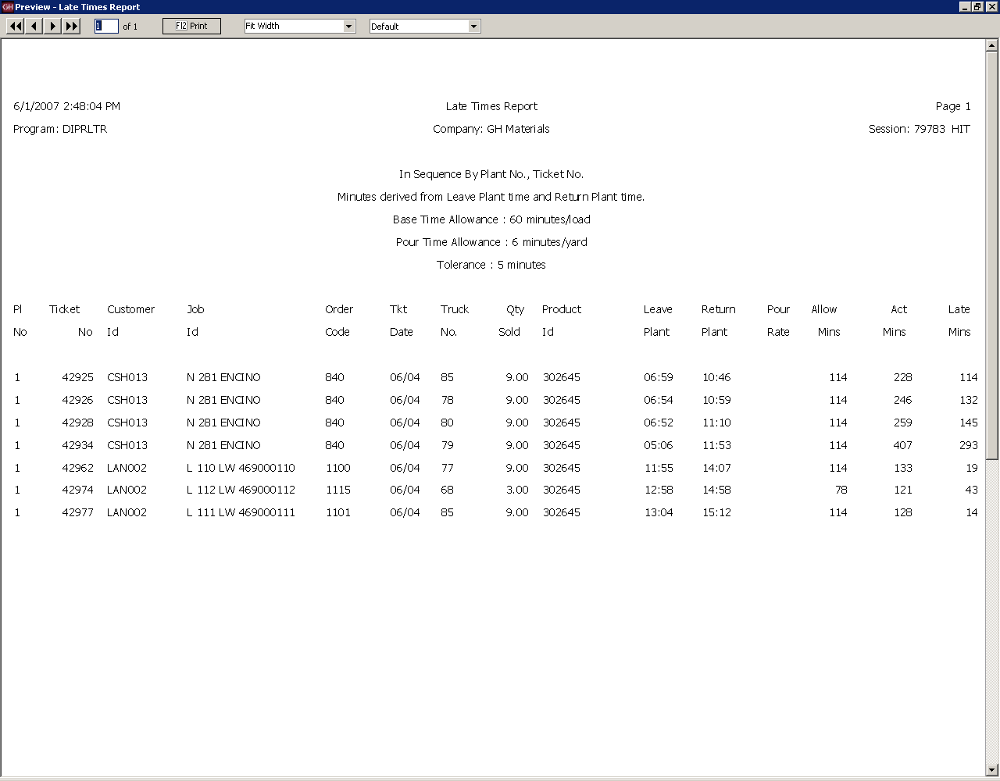 GH Preview - Late Times Report
1 of 1 F12 Print Fit Width Default
6/1/2007 2:48:04 PM Late Times Report Page 1
Program: DIPRLTR Company: GH Materials Session: 79783 HIT
In Sequence By Plant No., Ticket No.
Minutes derived from Leave Plant time and Return Plant time.
Base Time Allowance : 60 minutes/load
Pour Time Allowance : 6 minutes/yard
Tolerance : 5 minutes
Pl Ticket Customer Job Order Tkt Truck Qty Product Leave Return Pour Allow Act Late
No No Id Id Code Date No. Sold Id Plant Plant Rate Mins Mins Mins
1 42925 CSH013 N 281 ENCINO 840 06/04 85 9.00 302645 06:59 10:46 114 228 114
1 42926 CSH013 N 281 ENCINO 840 06/04 78 9.00 302645 06:54 10:59 114 246 132
1 42928 CSH013 N 281 ENCINO 840 06/04 80 9.00 302645 06:52 11:10 114 259 145
1 42934 CSH013 N 281 ENCINO 840 06/04 79 9.00 302645 05:06 11:53 114 407 293
1 42962 LAN002 L 110 LW 469000110 1100 06/04 77 9.00 302645 11:55 14:07 114 133 19
1 42974 LAN002 L 112 LW 469000112 1115 06/04 68 3.00 302645 12:58 14:58 78 121 43
1 42977 LAN002 L 111 LW 469000111 1101 06/04 85 9.00 302645 13:04 15:12 114 128 14